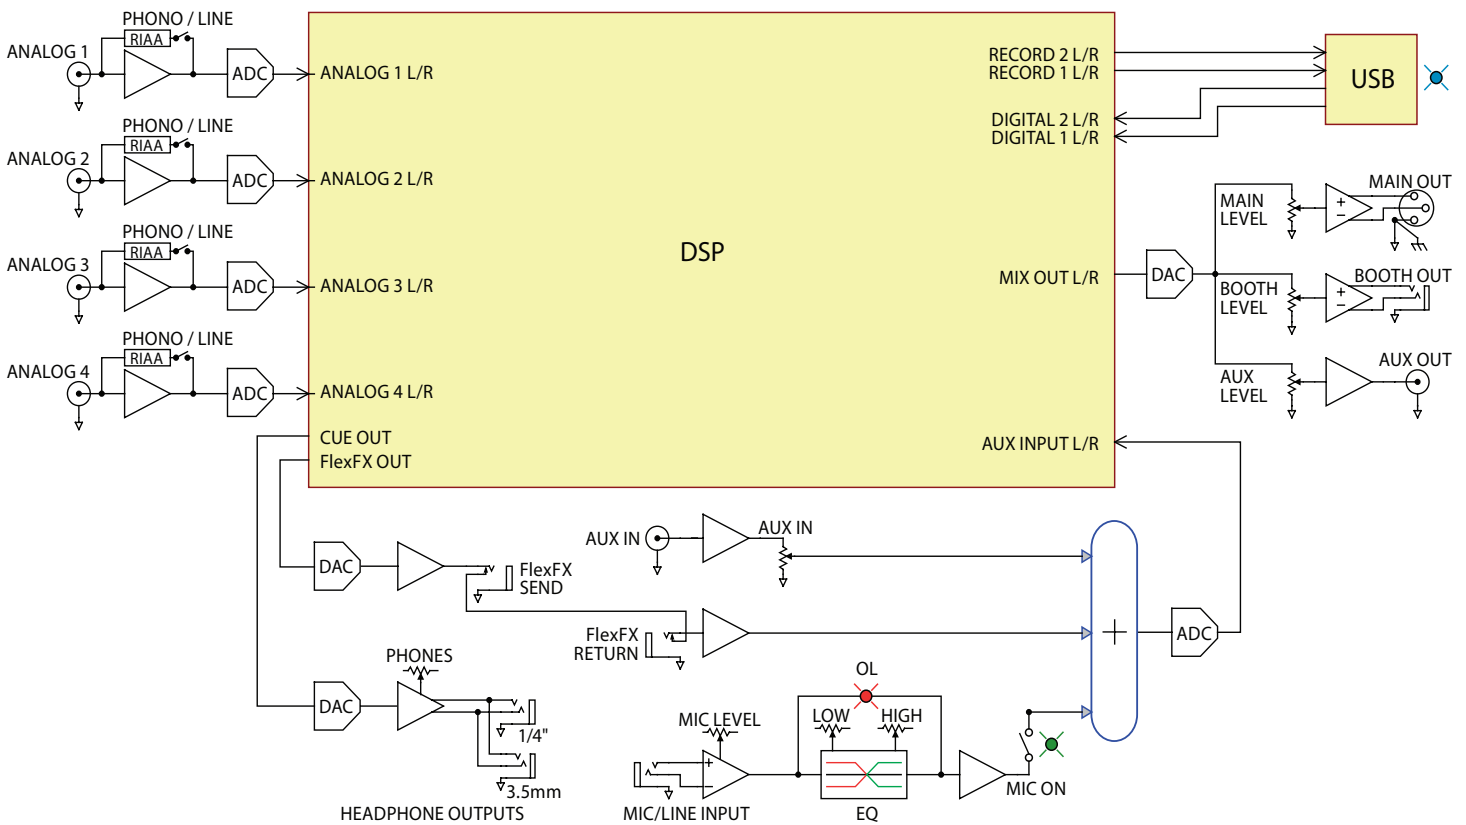 PHONO / LINE
RIAA
ANALOG 1
ADC
ANALOG 1 L/R
PHONO / LINE
RIAA
ANALOG 2
ADC
ANALOG 2 L/R
PHONO / LINE
RIAA
ANALOG 3
ADC
ANALOG 3 L/R
PHONO / LINE
RIAA
ANALOG 4
ADC
ANALOG 4 L/R
CUE OUT
FlexFX OUT
DSP
RECORD 2 L/R
RECORD 1 L/R
DIGITAL 2 L/R
DIGITAL 1 L/R
USB
MIX OUT L/R
DAC
MAIN
LEVEL
+
−
MAIN OUT
BOOTH
LEVEL
+
−
BOOTH OUT
AUX
LEVEL
AUX OUT
AUX INPUT L/R
DAC
FlexFX
SEND
AUX IN
AUX IN
FlexFX
RETURN
+
ADC
PHONES
DAC
1/4"
3.5mm
HEADPHONE OUTPUTS
MIC LEVEL
+
−
MIC/LINE INPUT
OL
LOW
HIGH
EQ
MIC ON